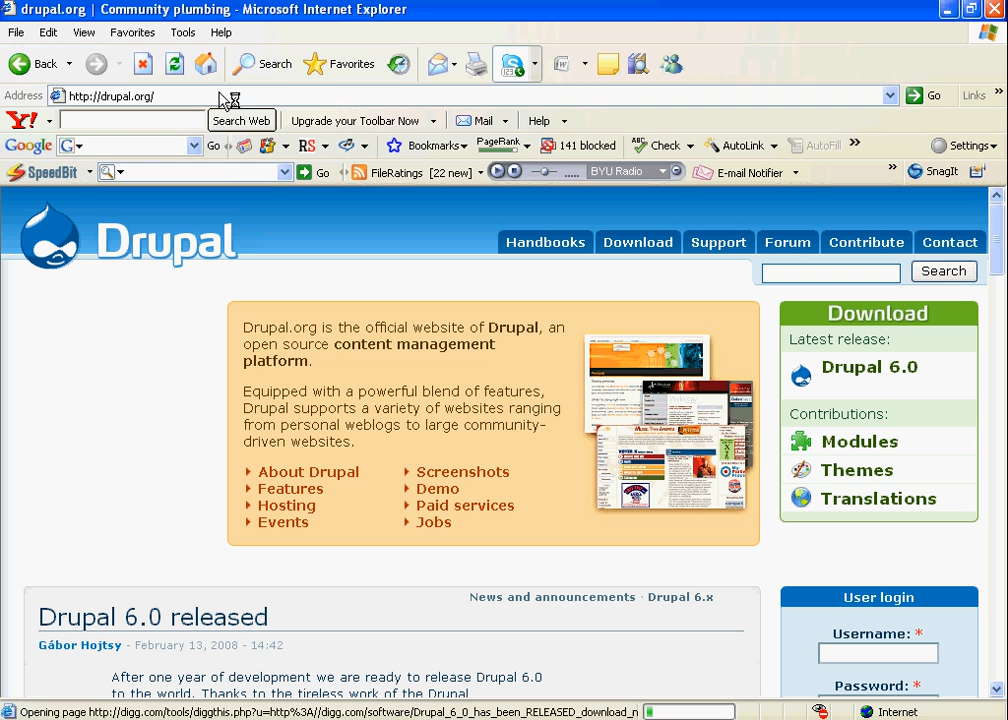 drupal.org | Community plumbing - Microsoft Internet Explorer
File Edit View Favorites Tools Help
Back Search Favorites
Address http://drupal.org/ Go Links »
Y! Search Web Upgrade your Toolbar Now Mail Help
Google G Go RS Bookmarks PageRank 141 blocked ABC Check AutoLink AutoFill » Settings
SpeedBit Go FileRatings [22 new] ..... BYU Radio E-mail Notifier » SnagIt
Drupal
Handbooks Download Support Forum Contribute Contact
Search
Drupal.org is the official website of Drupal, an
open source content management
platform.
Equipped with a powerful blend of features,
Drupal supports a variety of websites ranging
from personal weblogs to large community-
driven websites.
About Drupal
Features
Hosting
Events
Screenshots
Demo
Paid services
Jobs
Download
Latest release:
Drupal 6.0
Contributions:
Modules
Themes
Translations
News and announcements · Drupal 6.x
Drupal 6.0 released
Gábor Hojtsy - February 13, 2008 - 14:42
After one year of development we are ready to release Drupal 6.0
to the world. Thanks to the tireless work of the Drupal
User login
Username: *
Password: *
Opening page http://digg.com/tools/diggthis.php?u=http%3A//digg.com/software/Drupal_6_0_has_been_RELEASED_download_n
Internet